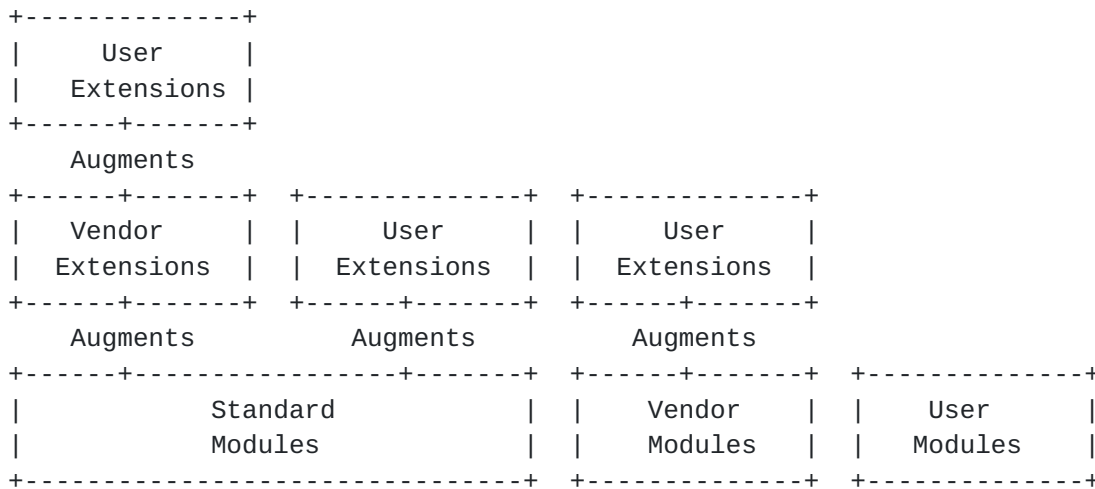 +--------------+
|     User     |
|   Extensions |
+------+-------+
    Augments
+------+-------+  +--------------+  +--------------+
|   Vendor     |  |     User     |  |     User     |
|  Extensions  |  |  Extensions  |  |  Extensions  |
+------+-------+  +------+-------+  +------+-------+
    Augments          Augments          Augments
+------+-----------------+-------+  +------+-------+  +--------------+
|            Standard            |  |    Vendor    |  |    User      |
|            Modules             |  |    Modules   |  |   Modules    |
+--------------------------------+  +--------------+  +--------------+